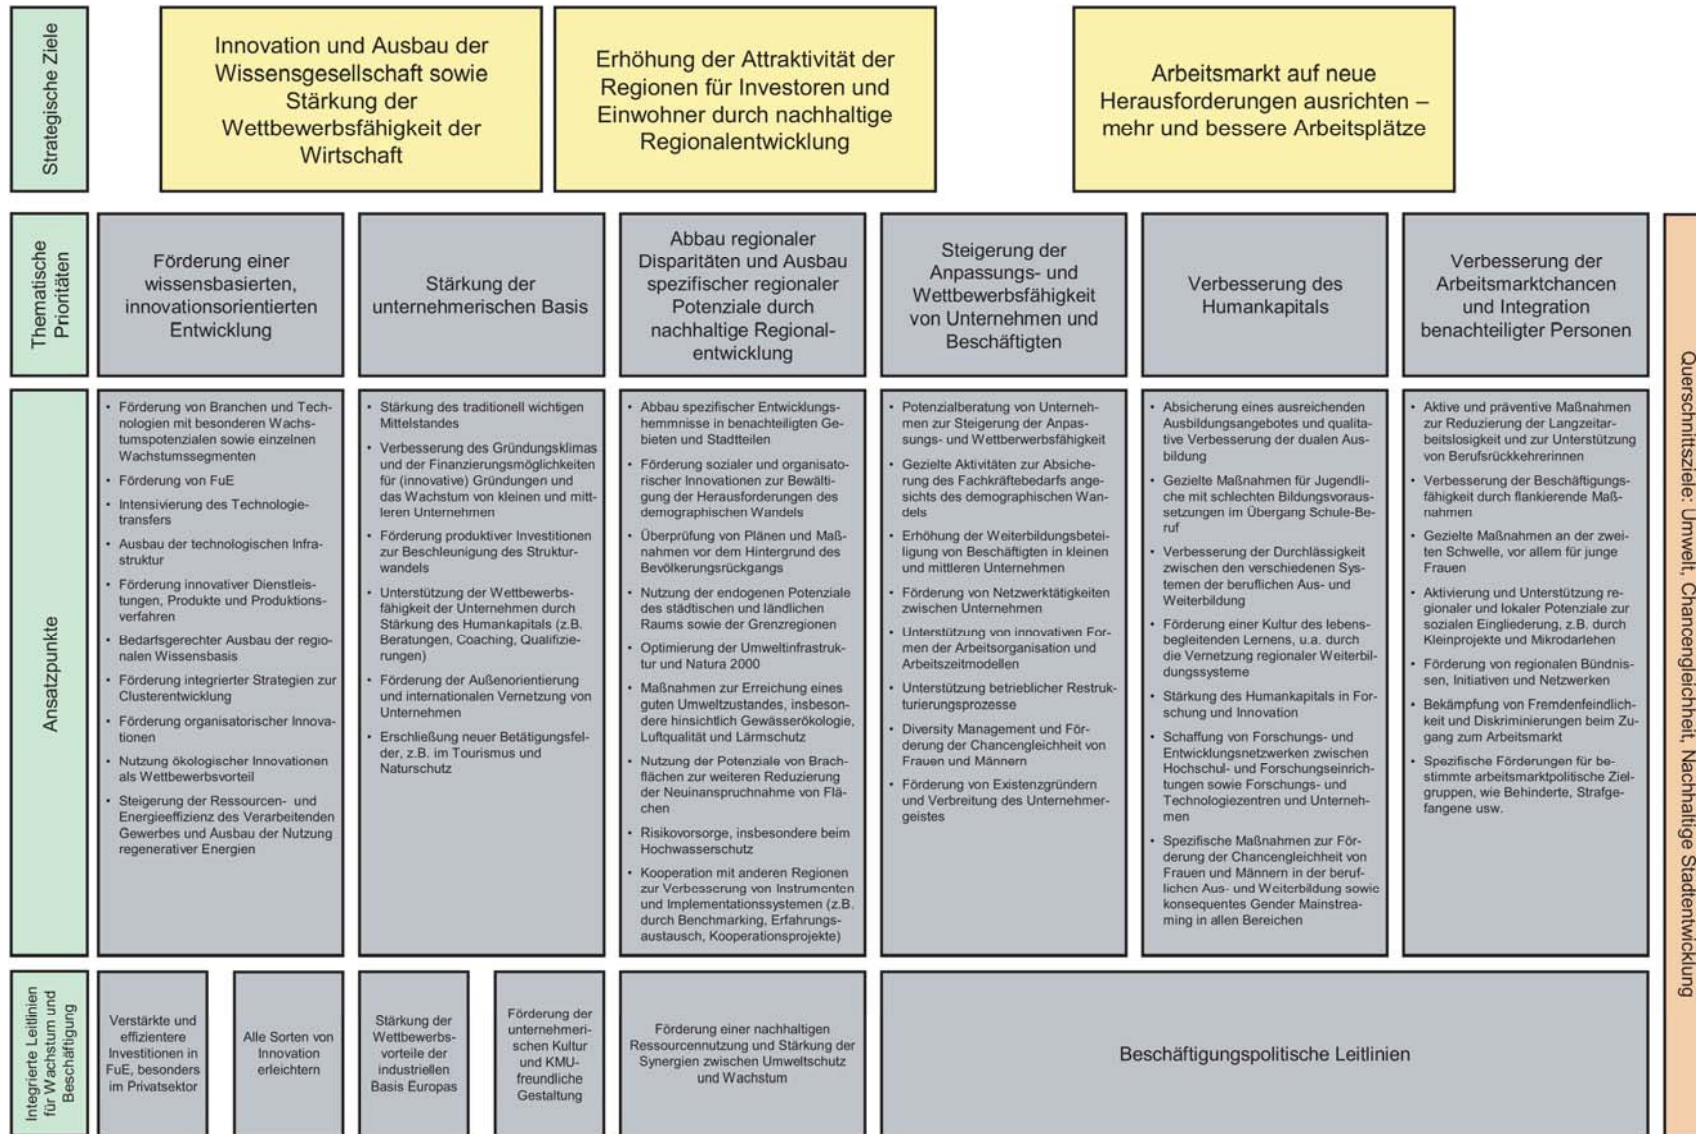 Strategische Ziele
Innovation und Ausbau der
Wissensgesellschaft sowie
Stärkung der
Wettbewerbsfähigkeit der
Wirtschaft
Erhöhung der Attraktivität der
Regionen für Investoren und
Einwohner durch nachhaltige
Regionalentwicklung
Arbeitsmarkt auf neue
Herausforderungen ausrichten –
mehr und bessere Arbeitsplätze
Thematische
Prioritäten
Förderung einer
wissensbasierten,
innovationsorientierten
Entwicklung
Stärkung der
unternehmerischen Basis
Abbau regionaler
Disparitäten und Ausbau
spezifischer regionaler
Potenziale durch
nachhaltige Regional-
entwicklung
Steigerung der
Anpassungs- und
Wettbewerbsfähigkeit
von Unternehmen und
Beschäftigten
Verbesserung des
Humankapitals
Verbesserung der
Arbeitsmarktchancen
und Integration
benachteiligter Personen
Ansatzpunkte
• Förderung von Branchen und Tech-
nologien mit besonderen Wachs-
tumspotenzialen sowie einzelnen
Wachstumssegmenten
• Förderung von FuE
• Intensivierung des Technologie-
transfers
• Ausbau der technologischen Infra-
struktur
• Förderung innovativer Dienstleis-
tungen, Produkte und Produktions-
verfahren
• Bedarfsgerechter Ausbau der regio-
nalen Wissensbasis
• Förderung integrierter Strategien zur
Clusterentwicklung
• Förderung organisatorischer Innova-
tionen
• Nutzung ökologischer Innovationen
als Wettbewerbsvorteil
• Steigerung der Ressourcen- und
Energieeffizienz des Verarbeitenden
Gewerbes und Ausbau der Nutzung
regenerativer Energien
• Stärkung des traditionell wichtigen
Mittelstandes
• Verbesserung des Gründungsklimas
und der Finanzierungsmöglichkeiten
für (innovative) Gründungen und
das Wachstum von kleinen und mitt-
leren Unternehmen
• Förderung produktiver Investitionen
zur Beschleunigung des Struktur-
wandels
• Unterstützung der Wettbewerbs-
fähigkeit der Unternehmen durch
Stärkung des Humankapitals (z.B.
Beratungen, Coaching, Qualifizie-
rungen)
• Förderung der Außenorientierung
und internationalen Vernetzung von
Unternehmen
• Erschließung neuer Betätigungsfel-
der, z.B. im Tourismus und
Naturschutz
• Abbau spezifischer Entwicklungs-
hemmnisse in benachteiligten Ge-
bieten und Stadtteilen
• Förderung sozialer und organisato-
rischer Innovationen zur Bewälti-
gung der Herausforderungen des
demographischen Wandels
• Überprüfung von Plänen und Maß-
nahmen vor dem Hintergrund des
Bevölkerungsrückgangs
• Nutzung der endogenen Potenziale
des städtischen und ländlichen
Raums sowie der Grenzregionen
• Optimierung der Umweltinfrastruk-
tur und Natura 2000
• Maßnahmen zur Erreichung eines
guten Umweltzustandes, insbeson-
dere hinsichtlich Gewässerökologie,
Luftqualität und Lärmschutz
• Nutzung der Potenziale von Brach-
flächen zur weiteren Reduzierung
der Neuinanspruchnahme von Flä-
chen
• Risikovorsorge, insbesondere beim
Hochwasserschutz
• Kooperation mit anderen Regionen
zur Verbesserung von Instrumenten
und Implementationssystemen (z.B.
durch Benchmarking, Erfahrungs-
austausch, Kooperationsprojekte)
• Potenzialberatung von Unterneh-
men zur Steigerung der Anpas-
sungs- und Wettberwerbsfähigkeit
• Gezielte Aktivitäten zur Absiche-
rung des Fachkräftebedarfs ange-
sichts des demographischen Wan-
dels
• Erhöhung der Weiterbildungsbetei-
ligung von Beschäftigten in kleinen
und mittleren Unternehmen
• Förderung von Netzwerktätigkeiten
zwischen Unternehmen
• Unterstützung von innovativen For-
men der Arbeitsorganisation und
Arbeitszeitmodellen
• Unterstützung betrieblicher Restruk-
turierungsprozesse
• Diversity Management und För-
derung der Chancengleichheit von
Frauen und Männern
• Förderung von Existenzgründern
und Verbreitung des Unternehmer-
geistes
• Absicherung eines ausreichenden
Ausbildungsangebotes und qualita-
tive Verbesserung der dualen Aus-
bildung
• Gezielte Maßnahmen für Jugendli-
che mit schlechten Bildungsvoraus-
setzungen im Übergang Schule-Be-
ruf
• Verbesserung der Durchlässigkeit
zwischen den verschiedenen Sys-
temen der beruflichen Aus- und
Weiterbildung
• Förderung einer Kultur des lebens-
begleitenden Lernens, u.a. durch
die Vernetzung regionaler Weiterbil-
dungssysteme
• Stärkung des Humankapitals in For-
schung und Innovation
• Schaffung von Forschungs- und
Entwicklungsnetzwerken zwischen
Hochschul- und Forschungseinrich-
tungen sowie Forschungs- und
Technologiezentren und Unterneh-
men
• Spezifische Maßnahmen zur För-
derung der Chancengleichheit von
Frauen und Männern in der beruf-
lichen Aus- und Weiterbildung sowie
konsequentes Gender Mainstrea-
ming in allen Bereichen
• Aktive und präventive Maßnahmen
zur Reduzierung der Langzeitar-
beitslosigkeit und zur Unterstützung
von Berufsrückkehrerinnen
• Verbesserung der Beschäftigungs-
fähigkeit durch flankierende Maß-
nahmen
• Gezielte Maßnahmen an der zwei-
ten Schwelle, vor allem für junge
Frauen
• Aktivierung und Unterstützung re-
gionaler und lokaler Potenziale zur
sozialen Eingliederung, z.B. durch
Kleinprojekte und Mikrodarlehen
• Förderung von regionalen Bündnis-
sen, Initiativen und Netzwerken
• Bekämpfung von Fremdenfeindlich-
keit und Diskriminierungen beim Zu-
gang zum Arbeitsmarkt
• Spezifische Förderungen für be-
stimmte arbeitsmarktpolitische Ziel-
gruppen, wie Behinderte, Strafge-
fangene usw.
Integrierte Leitlinien
für Wachstum und
Beschäftigung
Verstärkte und
effizientere
Investitionen in
FuE, besonders
im Privatsektor
Alle Sorten von
Innovation
erleichtern
Stärkung der
Wettbewerbs-
vorteile der
industriellen
Basis Europas
Förderung der
unternehmeri-
schen Kultur
und KMU-
freundliche
Gestaltung
Förderung einer nachhaltigen
Ressourcennutzung und Stärkung der
Synergien zwischen Umweltschutz
und Wachstum
Beschäftigungspolitische Leitlinien
Querschnittsziele: Umwelt, Chancengleichheit, Nachhaltige Stadtentwicklung